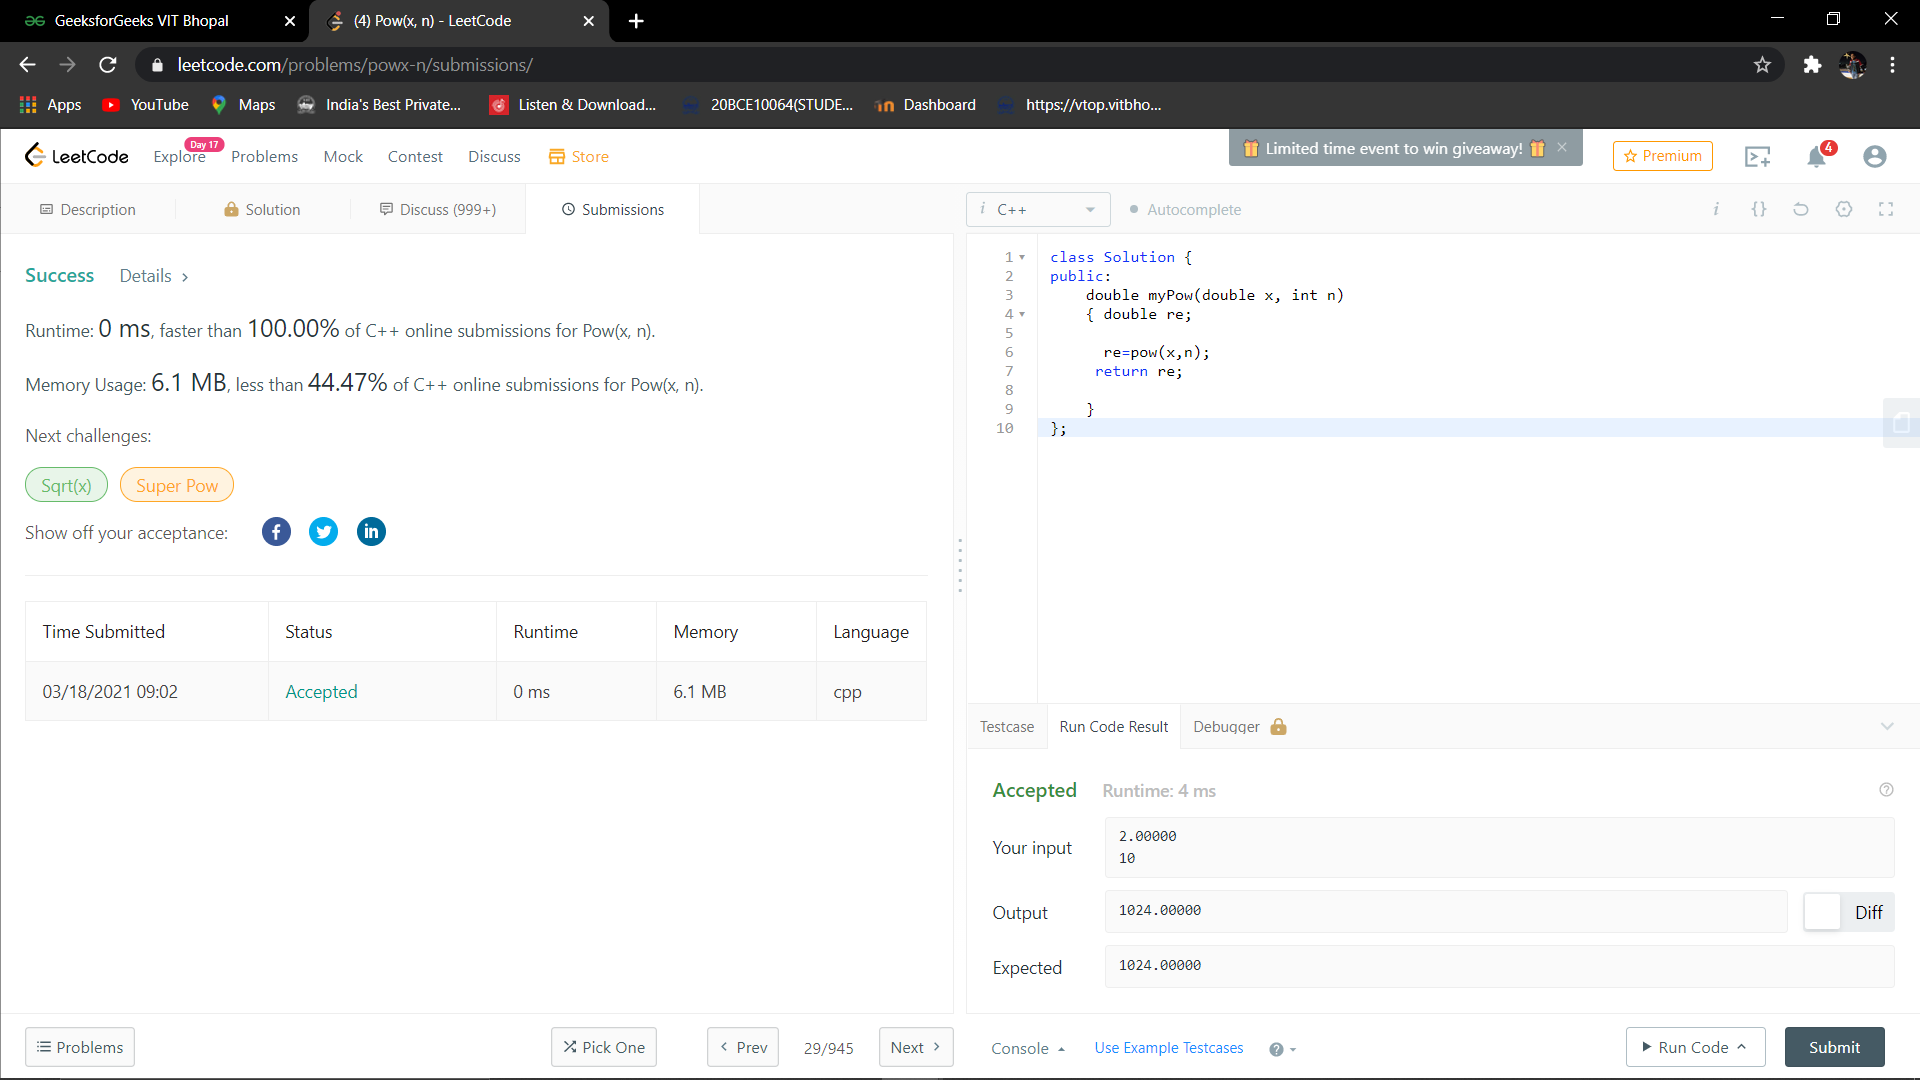 GeeksforGeeks VIT Bhopal
(4) Pow(x, n) - LeetCode
leetcode.com/problems/powx-n/submissions/
Apps YouTube Maps India's Best Private... Listen & Download... 20BCE10064(STUDE... Dashboard https://vtop.vitbho...
LeetCode Explore Day 17 Problems Mock Contest Discuss Store
Limited time event to win giveaway!
Premium
4
Description Solution Discuss (999+) Submissions
Success Details >
Runtime: 0 ms, faster than 100.00% of C++ online submissions for Pow(x, n).
Memory Usage: 6.1 MB, less than 44.47% of C++ online submissions for Pow(x, n).
Next challenges:
Sqrt(x) Super Pow
Show off your acceptance:
Time Submitted Status Runtime Memory Language
03/18/2021 09:02 Accepted 0 ms 6.1 MB cpp
i C++ Autocomplete
i {}
1 class Solution {
2 public:
3 double myPow(double x, int n)
4 { double re;
5
6 re=pow(x,n);
7 return re;
8
9 }
10 };
Testcase Run Code Result Debugger
Accepted Runtime: 4 ms
Your input
2.00000
10
Output 1024.00000 Diff
Expected 1024.00000
Problems Pick One < Prev 29/945 Next >
Console Use Example Testcases ? Run Code Submit